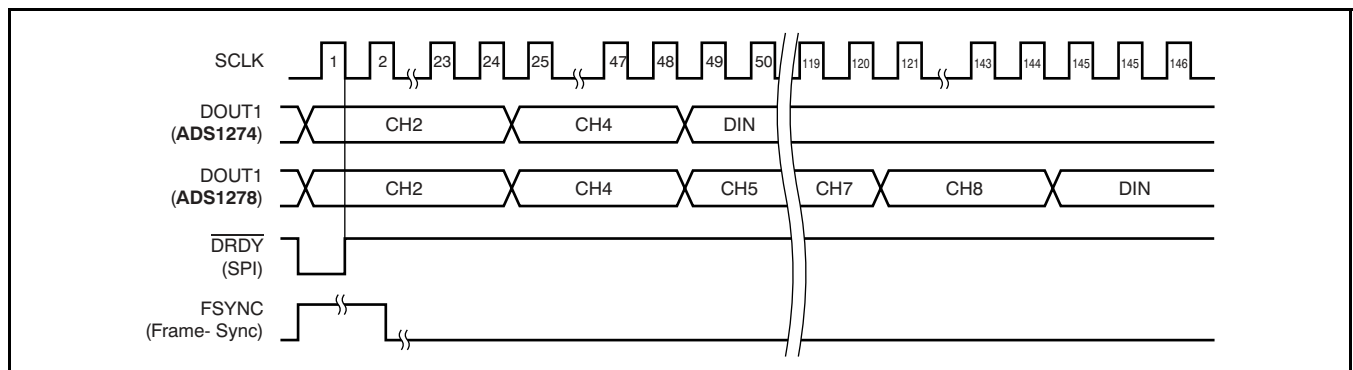 SCLK 1 2 23 24 25 47 48 49 50 119 120 121 143 144 145 145 146
DOUT1
(ADS1274) CH2 CH4 DIN
DOUT1
(ADS1278) CH2 CH4 CH5 CH7 CH8 DIN
DRDY
(SPI)
FSYNC
(Frame- Sync)